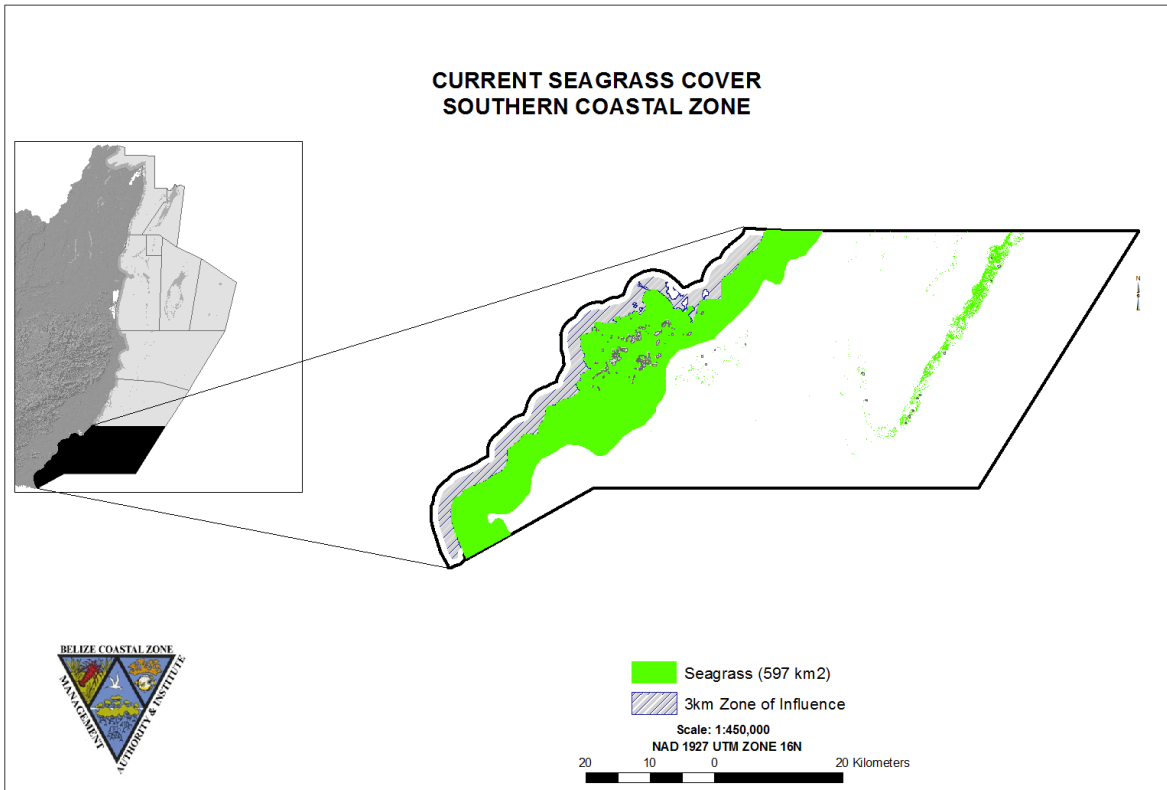 CURRENT SEAGRASS COVER
SOUTHERN COASTAL ZONE
N
BELIZE COASTAL ZONE
MANAGEMENT
AUTHORITY & INSTITUTE
Seagrass (597 km2)
3km Zone of Influence
Scale: 1:450,000
NAD 1927 UTM ZONE 16N
20 10 0 20 Kilometers